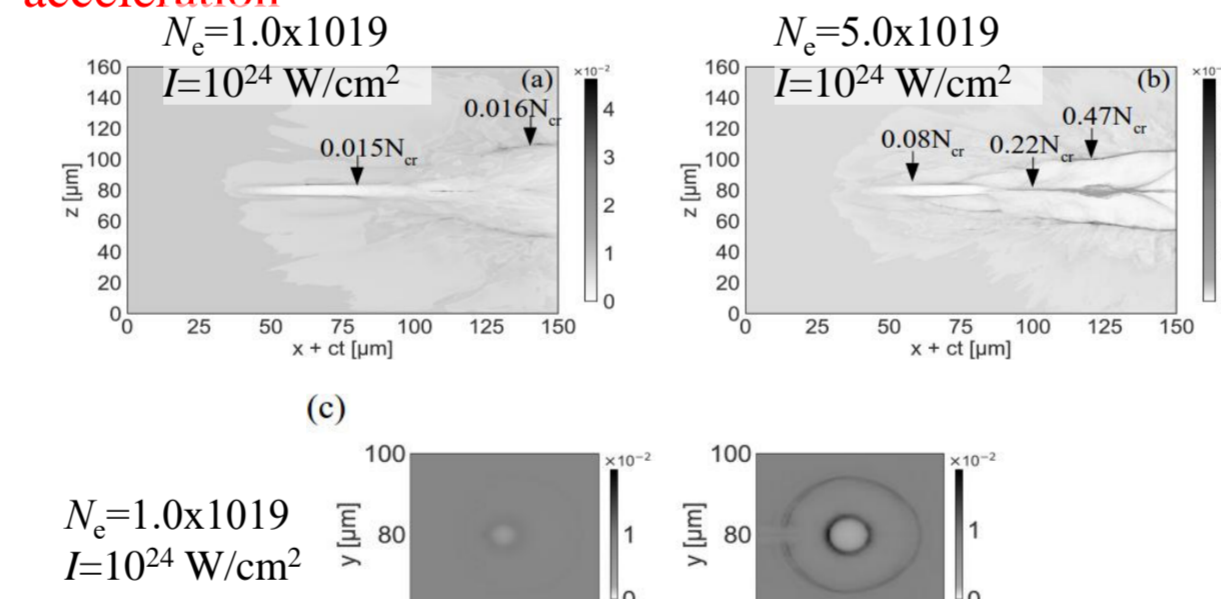 acceleration
Ne=1.0x1019
I=10²⁴ W/cm²
(a)
×10⁻²
0.016Ncr
0.015Ncr
z [µm]
160
140
120
100
80
60
40
20
0
0 25 50 75 100 125 150
x + ct [µm]
4
3
2
1
0
Ne=5.0x1019
I=10²⁴ W/cm²
(b)
0.47Ncr
0.08Ncr
0.22Ncr
z [µm]
160
140
120
100
80
60
40
20
0
0 25 50 75 100 125 150
x + ct [µm]
(c)
Ne=1.0x1019
I=10²⁴ W/cm²
100
80
y [µm]
×10⁻²
1
0
100
80
y [µm]
×10⁻²
1
0